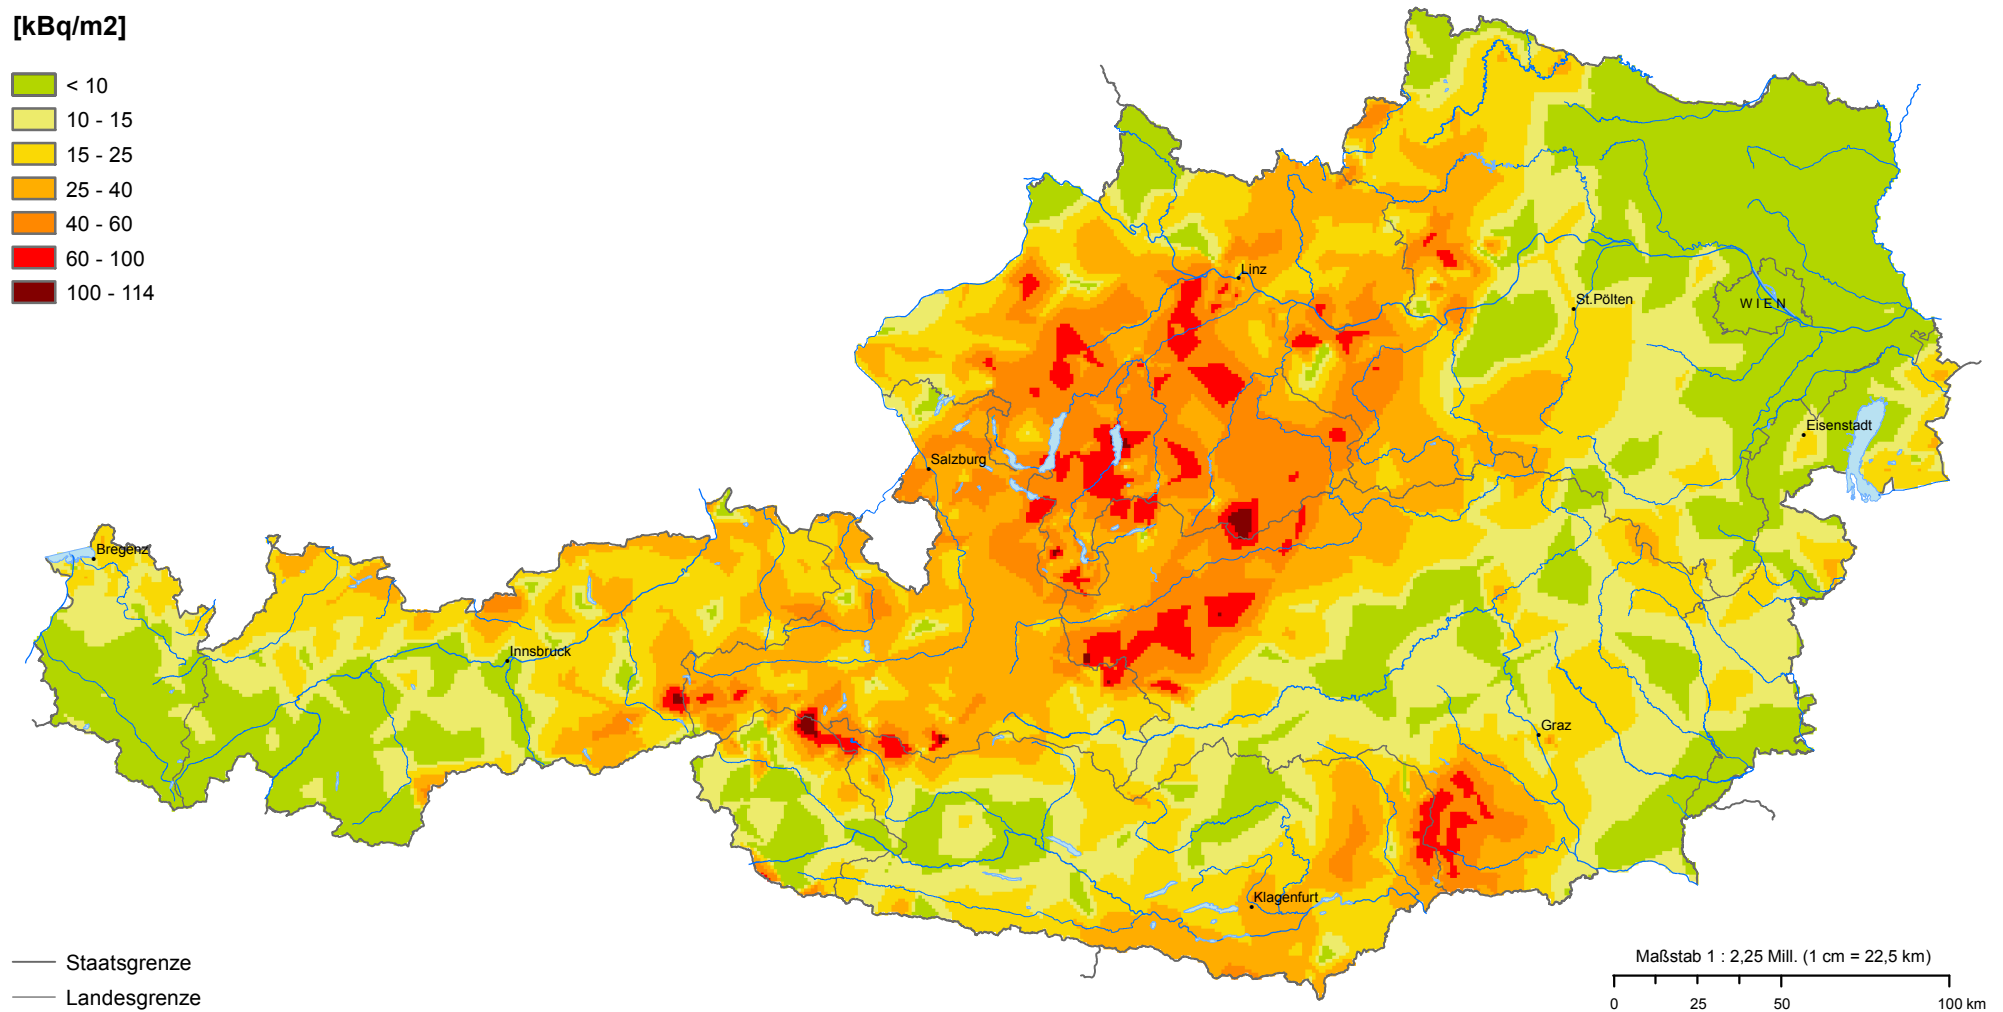 [kBq/m2]
< 10
10 - 15
15 - 25
25 - 40
40 - 60
60 - 100
100 - 114
Linz
St.Pölten
WIEN
Eisenstadt
Salzburg
Bregenz
Innsbruck
Graz
Klagenfurt
Staatsgrenze
Landesgrenze
Maßstab 1 : 2,25 Mill. (1 cm = 22,5 km)
0 25 50 100 km